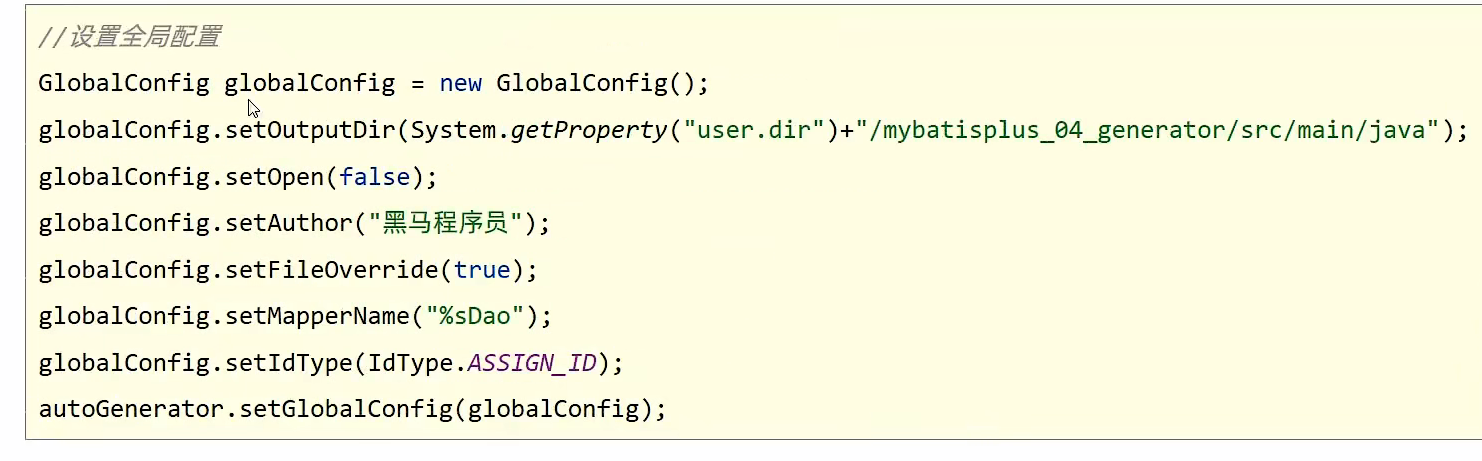 //设置全局配置
GlobalConfig globalConfig = new GlobalConfig();
globalConfig.setOutputDir(System.getProperty("user.dir")+"/mybatisplus_04_generator/src/main/java");
globalConfig.setOpen(false);
globalConfig.setAuthor("黑马程序员");
globalConfig.setFileOverride(true);
globalConfig.setMapperName("%sDao");
globalConfig.setIdType(IdType.ASSIGN_ID);
autoGenerator.setGlobalConfig(globalConfig);